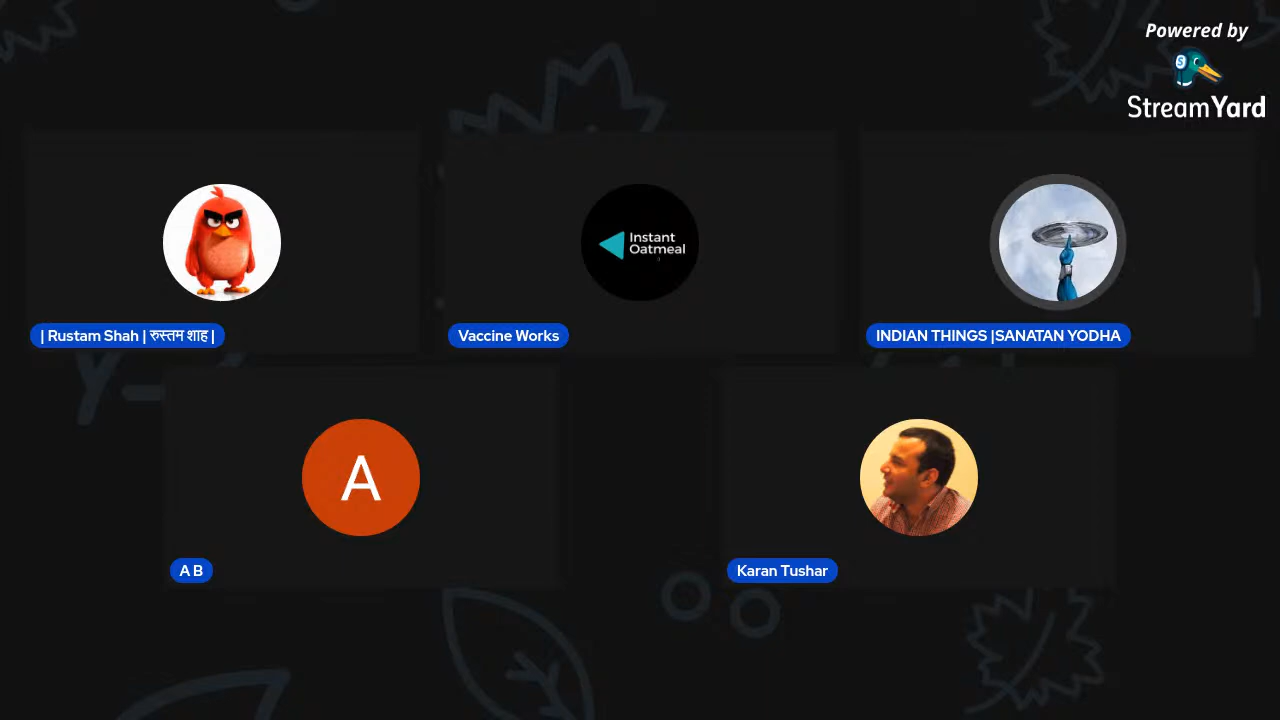 Powered by
StreamYard
Instant
Oatmeal
| Rustam Shah | रुस्तम शाह |
Vaccine Works
INDIAN THINGS |SANATAN YODHA
A
A B
Karan Tushar